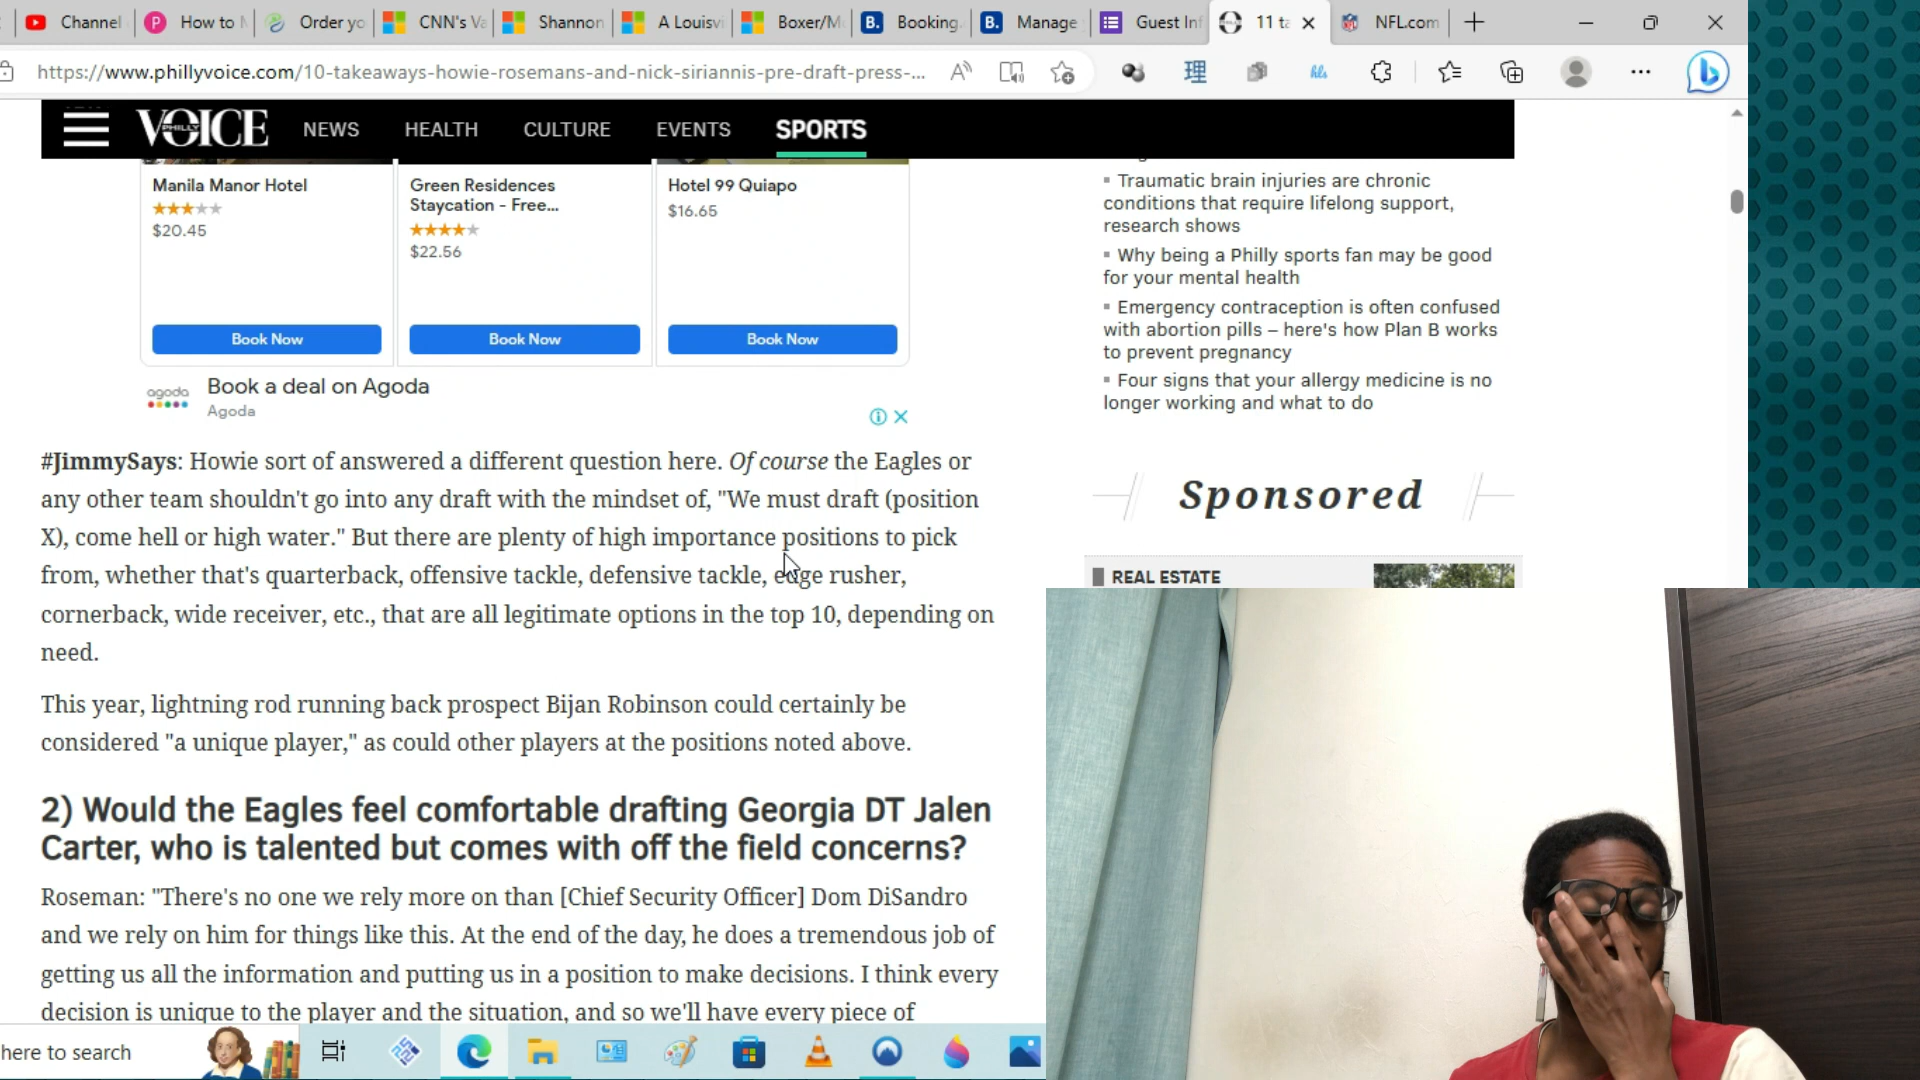 Channel
How to
Order yo
CNN's Va
Shannon
A Louisvi
Boxer/M
Booking.
Manage
Guest Inf
11 ta
NFL.com
https://www.phillyvoice.com/10-takeaways-howie-rosemans-and-nick-siriannis-pre-draft-press-...
理
hls
PHILLY VOICE
NEWS
HEALTH
CULTURE
EVENTS
SPORTS
Manila Manor Hotel
$20.45
Green Residences
Staycation - Free...
$22.56
Hotel 99 Quiapo
$16.65
Book Now
Book Now
Book Now
agoda
Book a deal on Agoda
Agoda
#JimmySays: Howie sort of answered a different question here. Of course the Eagles or
any other team shouldn't go into any draft with the mindset of, "We must draft (position
X), come hell or high water." But there are plenty of high importance positions to pick
from, whether that's quarterback, offensive tackle, defensive tackle, edge rusher,
cornerback, wide receiver, etc., that are all legitimate options in the top 10, depending on
need.
This year, lightning rod running back prospect Bijan Robinson could certainly be
considered "a unique player," as could other players at the positions noted above.
2) Would the Eagles feel comfortable drafting Georgia DT Jalen
Carter, who is talented but comes with off the field concerns?
Roseman: "There's no one we rely more on than [Chief Security Officer] Dom DiSandro
and we rely on him for things like this. At the end of the day, he does a tremendous job of
getting us all the information and putting us in a position to make decisions. I think every
decision is unique to the player and the situation, and so we'll have every piece of
Traumatic brain injuries are chronic
conditions that require lifelong support,
research shows
Why being a Philly sports fan may be good
for your mental health
Emergency contraception is often confused
with abortion pills – here's how Plan B works
to prevent pregnancy
Four signs that your allergy medicine is no
longer working and what to do
Sponsored
REAL ESTATE
here to search